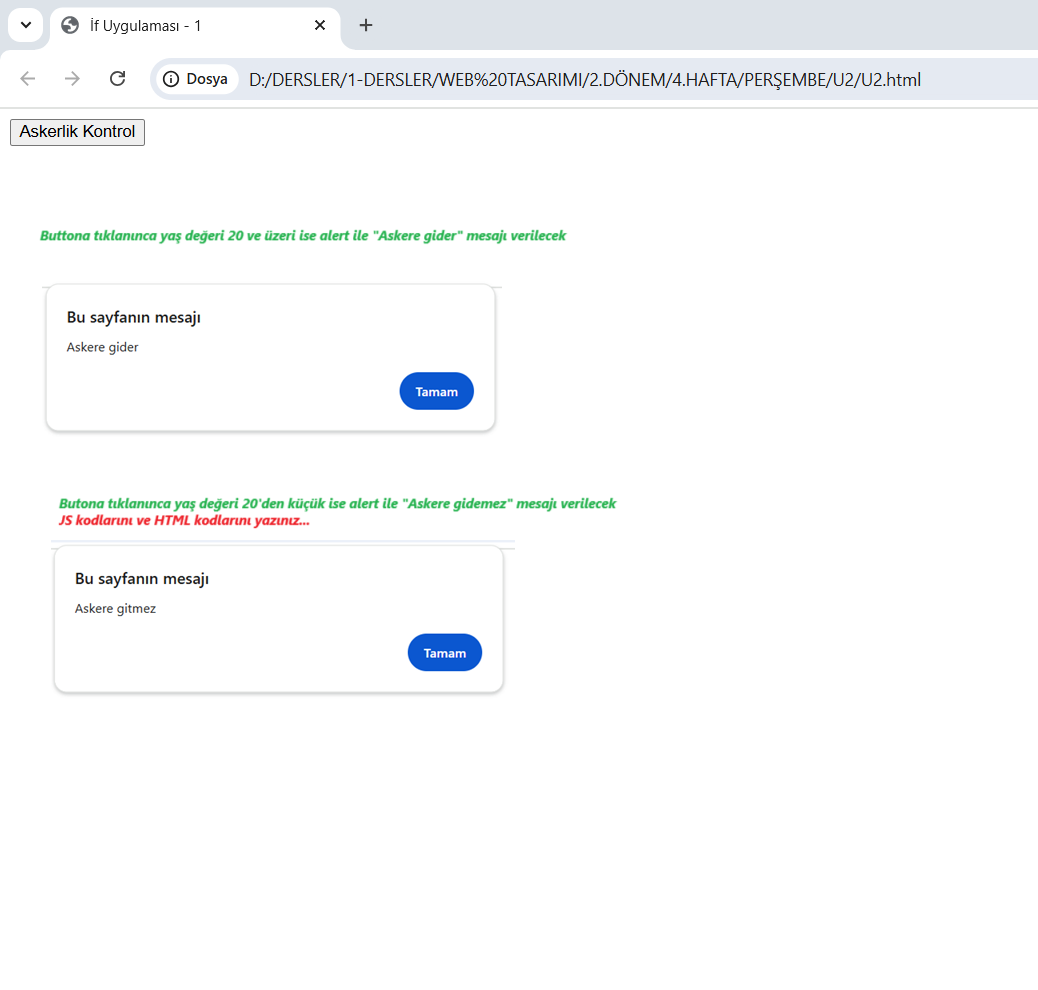 İf Uygulaması - 1
Dosya D:/DERSLER/1-DERSLER/WEB%20TASARIMI/2.DÖNEM/4.HAFTA/PERŞEMBE/U2/U2.html
Askerlik Kontrol
Buttona tıklanınca yaş değeri 20 ve üzeri ise alert ile "Askere gider" mesajı verilecek
Bu sayfanın mesajı
Askere gider
Tamam
Butona tıklanınca yaş değeri 20'den küçük ise alert ile "Askere gidemez" mesajı verilecek
JS kodlarını ve HTML kodlarını yazınız...
Bu sayfanın mesajı
Askere gitmez
Tamam